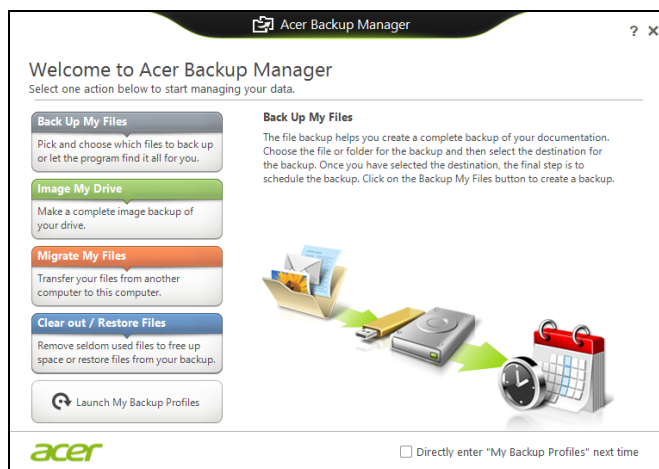 Acer Backup Manager
? X
Welcome to Acer Backup Manager
Select one action below to start managing your data.
Back Up My Files
Pick and choose which files to back up
or let the program find it all for you.
Image My Drive
Make a complete image backup of
your drive.
Migrate My Files
Transfer your files from another
computer to this computer.
Clear out / Restore Files
Remove seldom used files to free up
space or restore files from your backup.
Launch My Backup Profiles
Back Up My Files
The file backup helps you create a complete backup of your documentation.
Choose the file or folder for the backup and then select the destination for
the backup. Once you have selected the destination, the final step is to
schedule the backup. Click on the Backup My Files button to create a backup.
acer
Directly enter "My Backup Profiles" next time